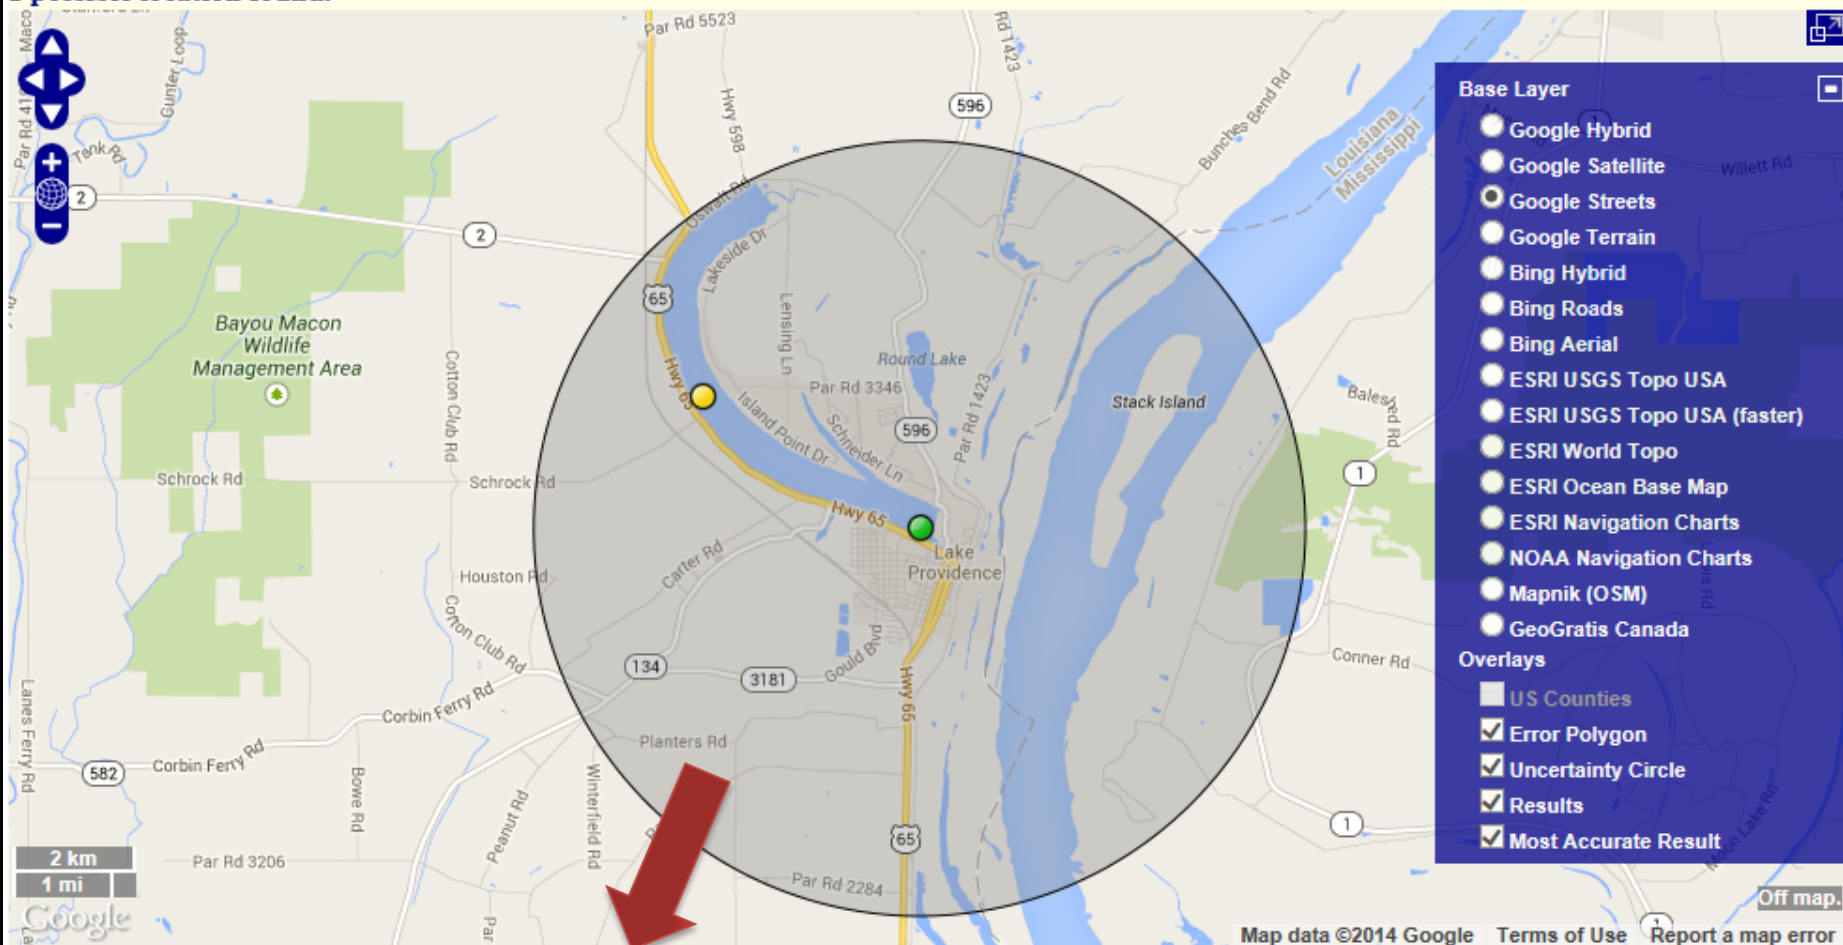 Par Rd 5523
Rd 1423
Gunter Loop
Hwy 598
596
Bunches Bend Rd
Louisiana
Mississippi
Tenk Rd
2
2
Oswalt Rd
Lakeside Dr
65
Lensing Ln
Bayou Macon
Wildlife
Management Area
Cotton Club Rd
Hwy 65
Round Lake
Par Rd 3346
Par Rd 1423
Stack Island
Island Point Dr
Schneider Ln
596
1
Schrock Rd
Schrock Rd
Hwy 65
Lake
Providence
Carter Rd
Houston Rd
Cotton Club Rd
134
3181
Gould Blvd
Hwy 65
Conner Rd
Lanes Ferry Rd
Corbin Ferry Rd
Corbin Ferry Rd
582
Planters Rd
Bowe Rd
Peanut Rd
Winterfield Rd
65
1
Par Rd 3206
Par Rd 2284
Par
2 km
1 mi
Google
Base Layer
Google Hybrid
Google Satellite
Willett Rd
Google Streets
Google Terrain
Bing Hybrid
Bing Roads
Bing Aerial
ESRI USGS Topo USA
ESRI USGS Topo USA (faster)
ESRI World Topo
ESRI Ocean Base Map
ESRI Navigation Charts
NOAA Navigation Charts
Mapnik (OSM)
GeoGratis Canada
Overlays
US Counties
Error Polygon
Uncertainty Circle
Results
Most Accurate Result
Moon Lake Rd
Off map.
1
Map data ©2014 Google Terms of Use Report a map error